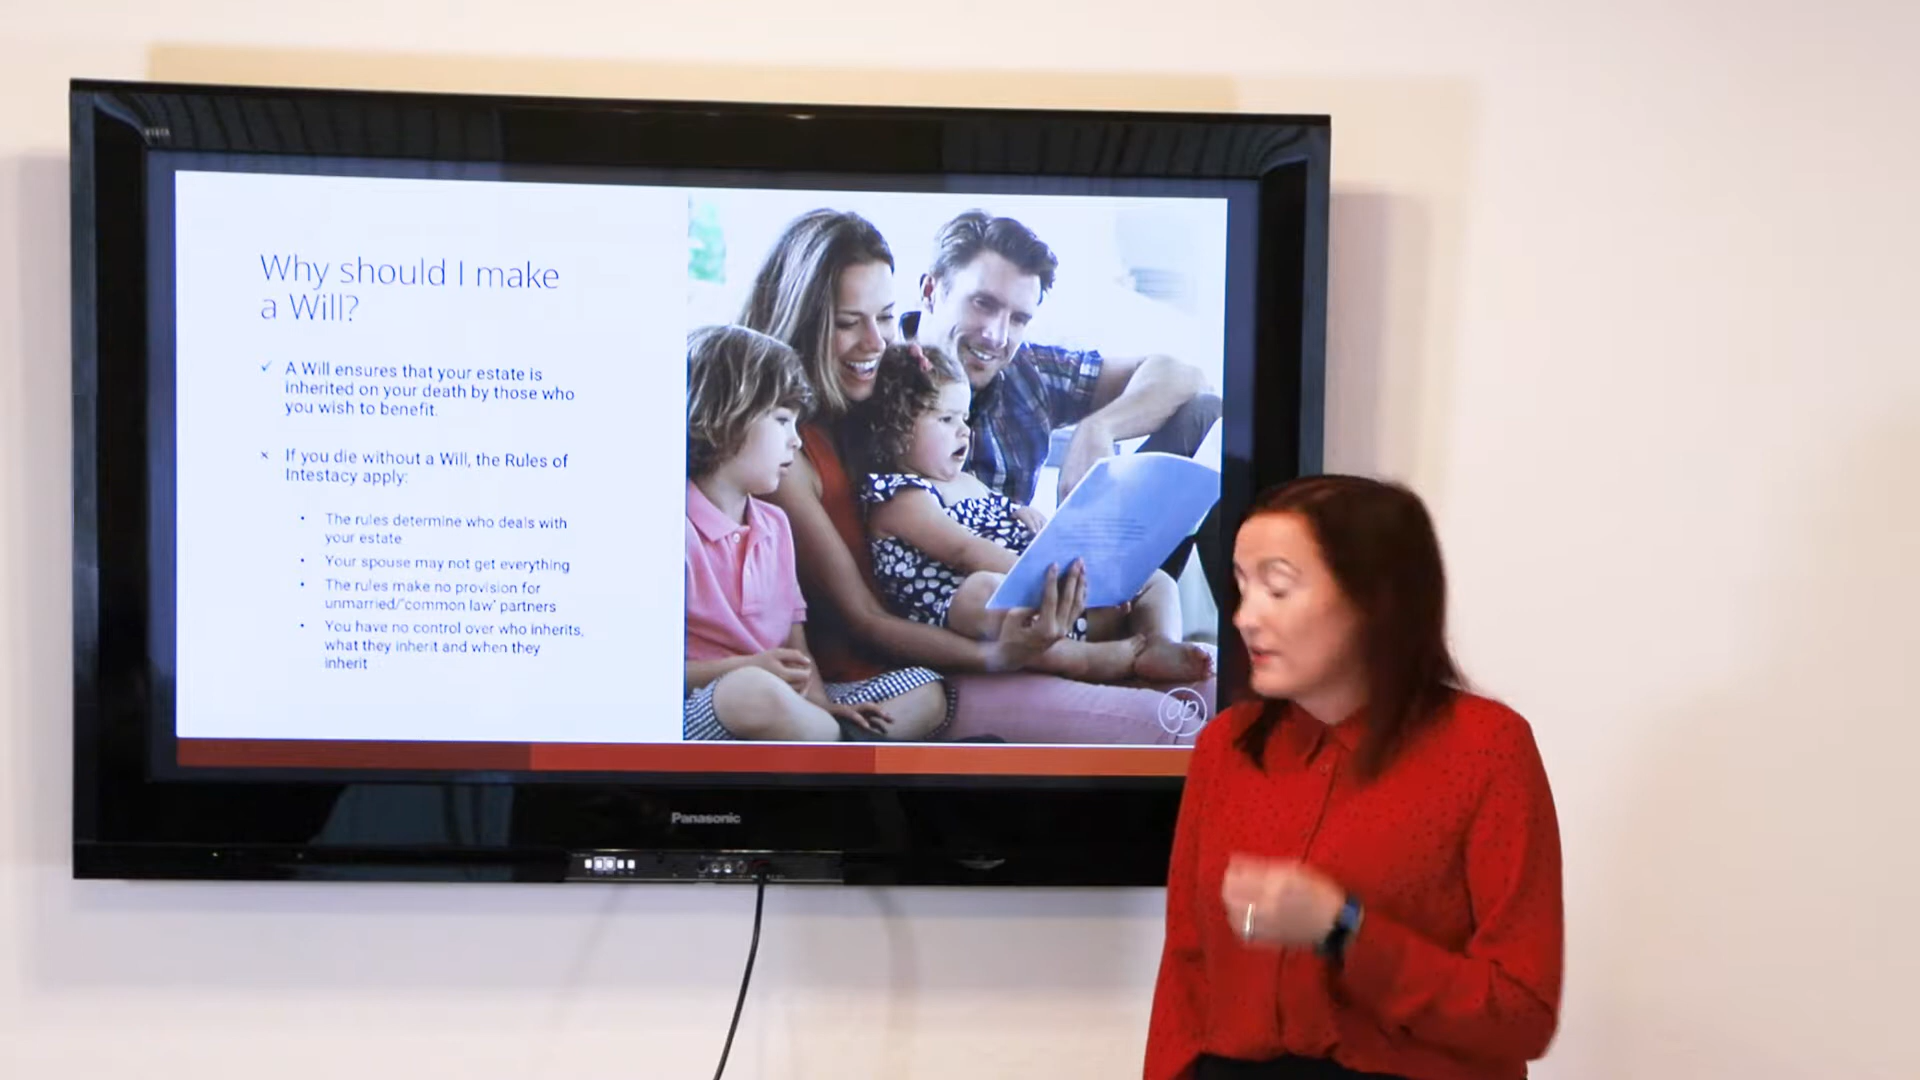 Why should I make
a Will?
A Will ensures that your estate is
inherited on your death by those who
you wish to benefit.
If you die without a Will, the Rules of
Intestacy apply:
The rules determine who deals with
your estate
Your spouse may not get everything
The rules make no provision for
unmarried/"common law" partners
You have no control over who inherits,
what they inherit and when they
inherit
dp
Panasonic